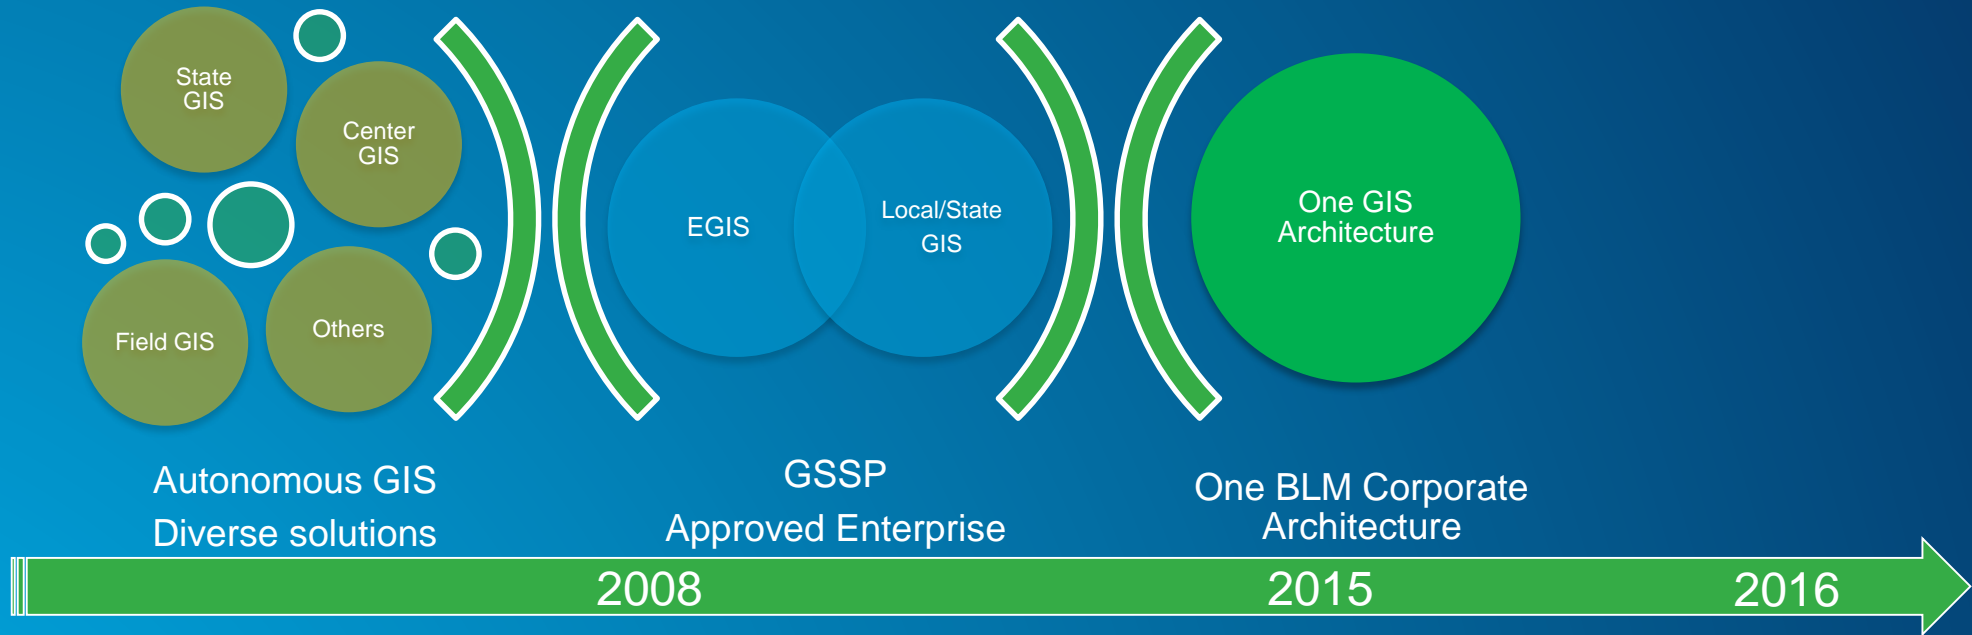 State
GIS
Center
GIS
Field GIS
Others
EGIS
Local/State
GIS
One GIS
Architecture
Autonomous GIS
Diverse solutions
GSSP
Approved Enterprise
One BLM Corporate
Architecture
2008
2015
2016